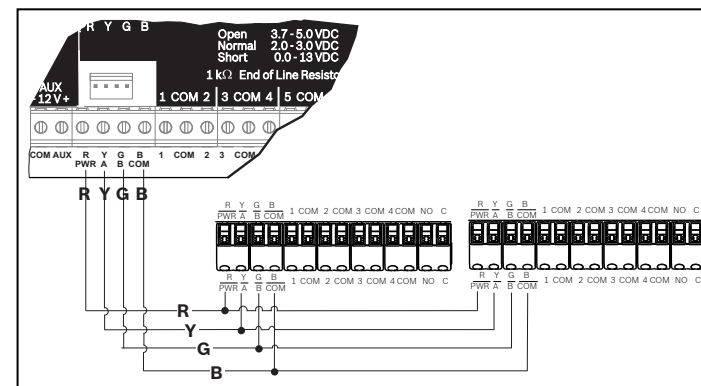 R Y G B
Open 3.7 - 5.0 VDC
Normal 2.0 - 3.0 VDC
Short 0.0 - 13 VDC
1 kΩ End of Line
AUX
12 V +
1 COM 2 3 COM 4 5 COM
COM AUX R Y G B 1 COM 2 3 COM
PWR A B COM
R Y G B
R Y G B 1 COM 2 COM 3 COM 4 COM NO C
PWR A B COM
R Y G B 1 COM 2 COM 3 COM 4 COM NO C
PWR A B COM
R Y G B 1 COM 2 COM 3 COM 4 COM NO C
PWR A B COM
R Y G B 1 COM 2 COM 3 COM 4 COM NO C
PWR A B COM
R
Y
G
B